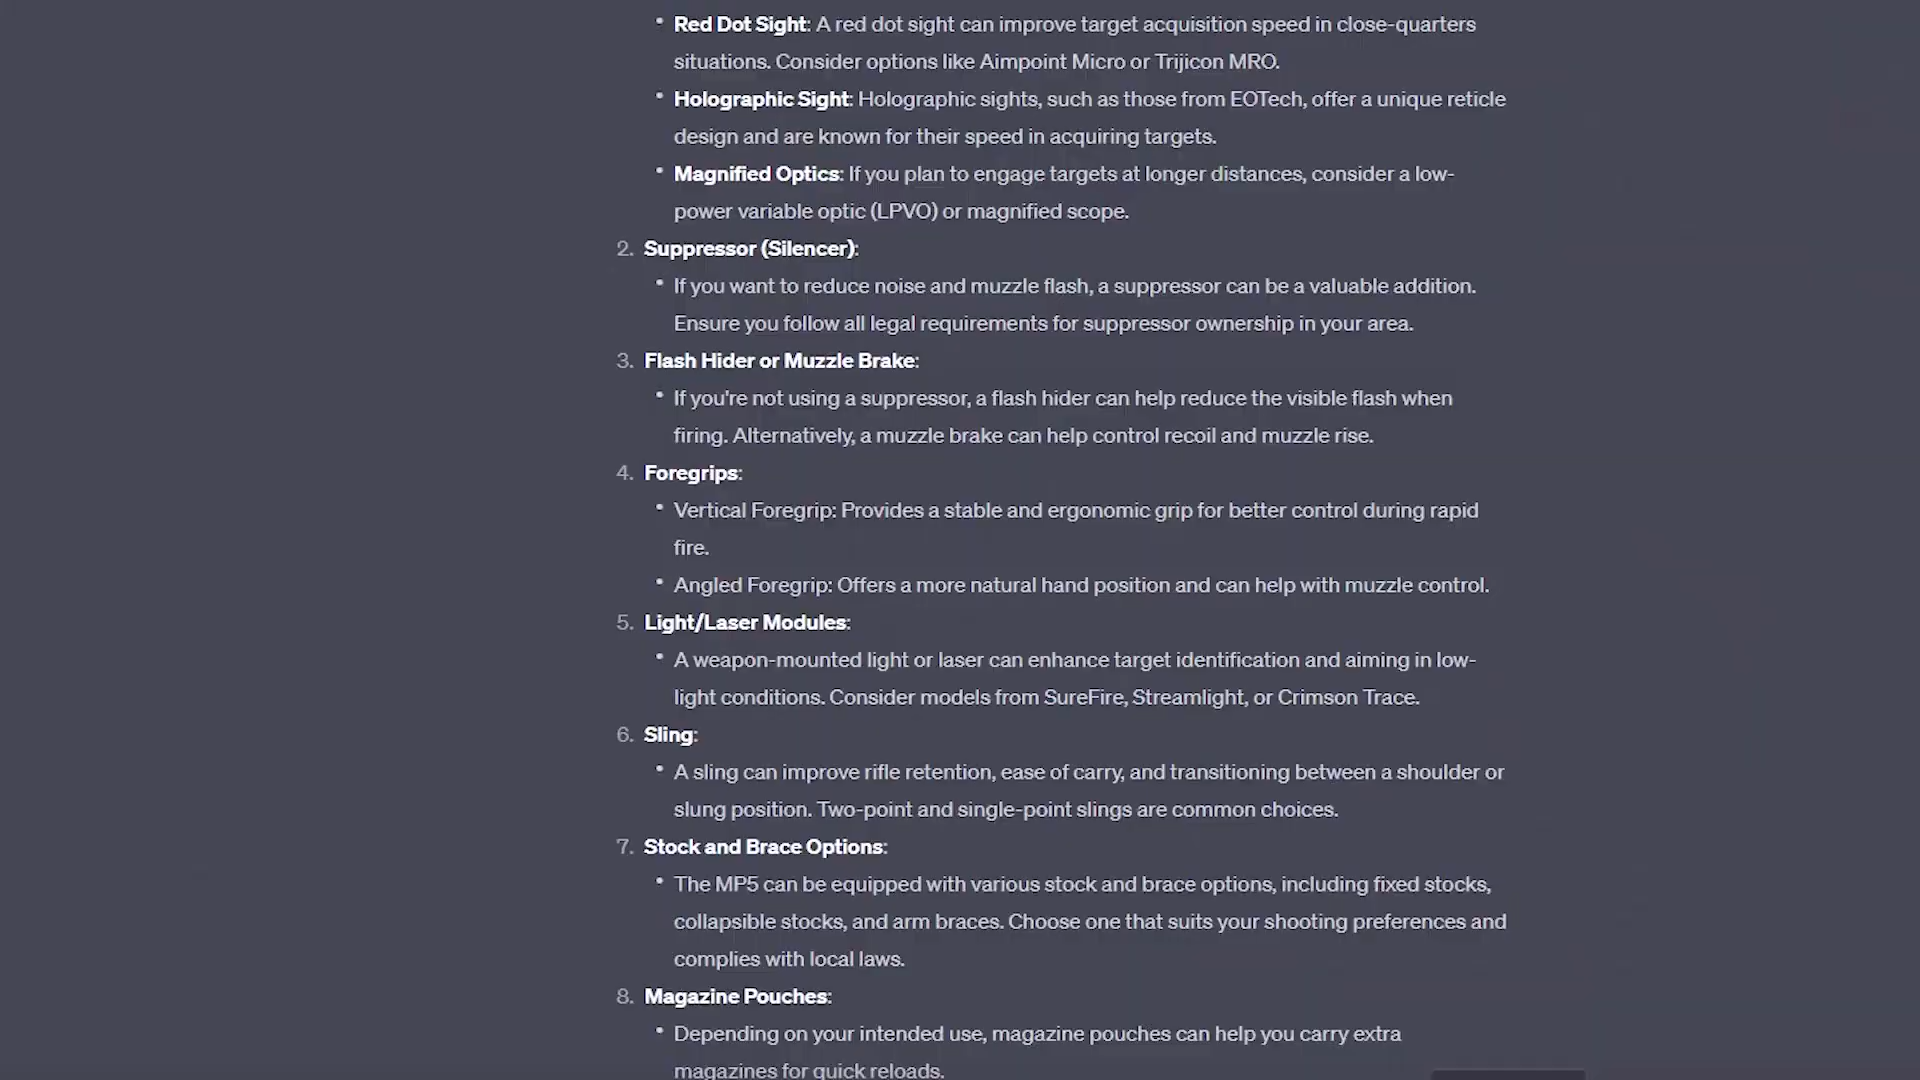 • Red Dot Sight: A red dot sight can improve target acquisition speed in close-quarters
situations. Consider options like Aimpoint Micro or Trijicon MRO.
• Holographic Sight: Holographic sights, such as those from EOTech, offer a unique reticle
design and are known for their speed in acquiring targets.
• Magnified Optics: If you plan to engage targets at longer distances, consider a low-
power variable optic (LPVO) or magnified scope.
2. Suppressor (Silencer):
• If you want to reduce noise and muzzle flash, a suppressor can be a valuable addition.
Ensure you follow all legal requirements for suppressor ownership in your area.
3. Flash Hider or Muzzle Brake:
• If you're not using a suppressor, a flash hider can help reduce the visible flash when
firing. Alternatively, a muzzle brake can help control recoil and muzzle rise.
4. Foregrips:
• Vertical Foregrip: Provides a stable and ergonomic grip for better control during rapid
fire.
• Angled Foregrip: Offers a more natural hand position and can help with muzzle control.
5. Light/Laser Modules:
• A weapon-mounted light or laser can enhance target identification and aiming in low-
light conditions. Consider models from SureFire, Streamlight, or Crimson Trace.
6. Sling:
• A sling can improve rifle retention, ease of carry, and transitioning between a shoulder or
slung position. Two-point and single-point slings are common choices.
7. Stock and Brace Options:
• The MP5 can be equipped with various stock and brace options, including fixed stocks,
collapsible stocks, and arm braces. Choose one that suits your shooting preferences and
complies with local laws.
8. Magazine Pouches:
• Depending on your intended use, magazine pouches can help you carry extra
magazines for quick reloads.